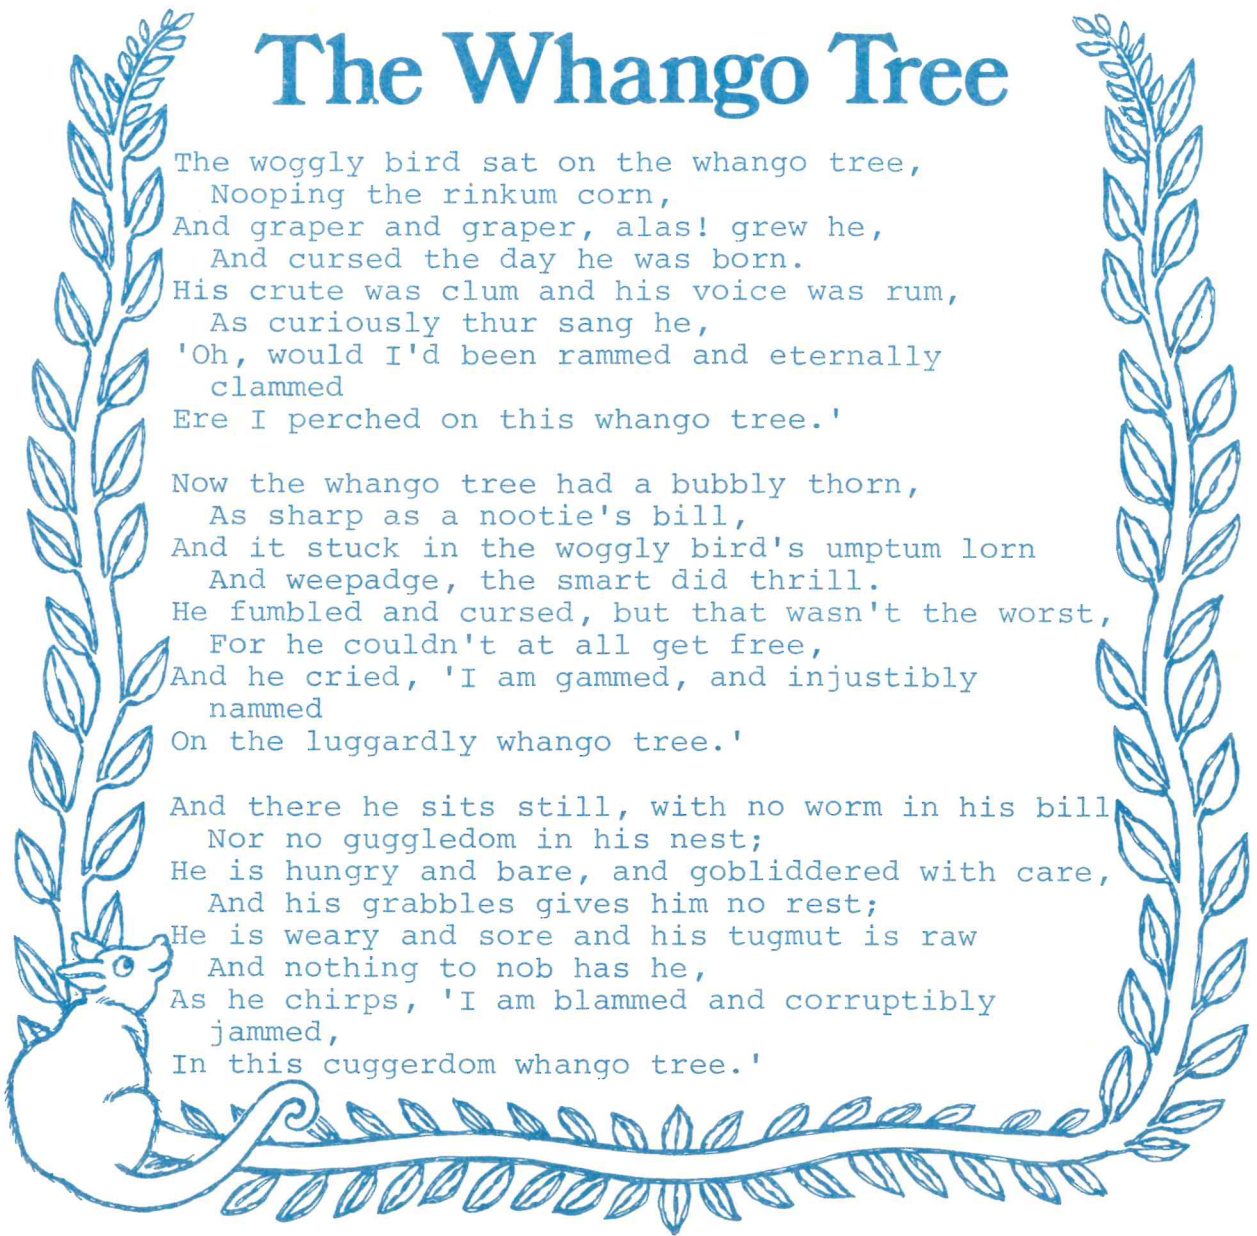 The Whango Tree
The woggly bird sat on the whango tree,
Nooping the rinkum corn,
And graper and graper, alas! grew he,
And cursed the day he was born.
His crute was clum and his voice was rum,
As curiously thur sang he,
'Oh, would I'd been rammed and eternally
clammed
Ere I perched on this whango tree.'
Now the whango tree had a bubbly thorn,
As sharp as a nootie's bill,
And it stuck in the woggly bird's umptum lorn
And weepadge, the smart did thrill.
He fumbled and cursed, but that wasn't the worst,
For he couldn't at all get free,
And he cried, 'I am gammed, and injustibly
nammed
On the luggardly whango tree.'
And there he sits still, with no worm in his bill
Nor no guggledom in his nest;
He is hungry and bare, and gobliddered with care,
And his grabbles gives him no rest;
He is weary and sore and his tugmut is raw
And nothing to nob has he,
As he chirps, 'I am blammed and corruptibly
jammed,
In this cuggerdom whango tree.'